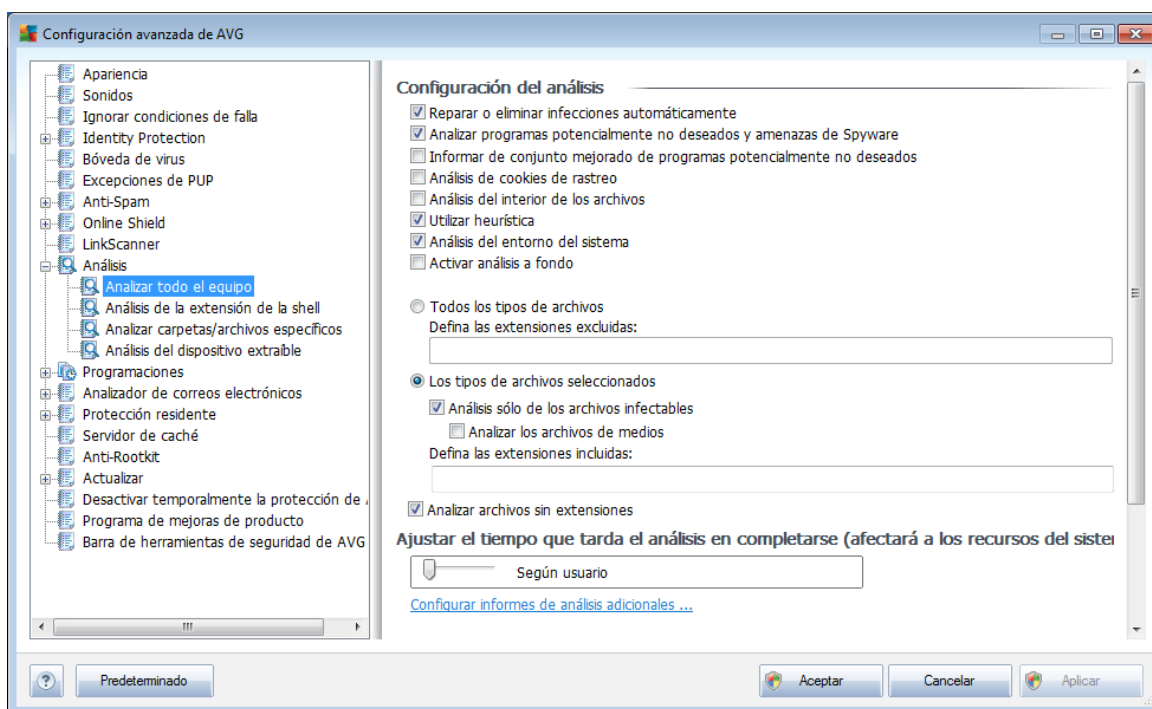 Configuración avanzada de AVG
Apariencia
Sonidos
Ignorar condiciones de falla
Identity Protection
Bóveda de virus
Excepciones de PUP
Anti-Spam
Online Shield
LinkScanner
Análisis
Analizar todo el equipo
Análisis de la extensión de la shell
Analizar carpetas/archivos específicos
Análisis del dispositivo extraíble
Programaciones
Analizador de correos electrónicos
Protección residente
Servidor de caché
Anti-Rootkit
Actualizar
Desactivar temporalmente la protección de
Programa de mejoras de producto
Barra de herramientas de seguridad de AVG
Configuración del análisis
Reparar o eliminar infecciones automáticamente
Analizar programas potencialmente no deseados y amenazas de Spyware
Informar de conjunto mejorado de programas potencialmente no deseados
Análisis de cookies de rastreo
Análisis del interior de los archivos
Utilizar heurística
Análisis del entorno del sistema
Activar análisis a fondo
Todos los tipos de archivos
Defina las extensiones excluidas:
Los tipos de archivos seleccionados
Análisis sólo de los archivos infectables
Analizar los archivos de medios
Defina las extensiones incluidas:
Analizar archivos sin extensiones
Ajustar el tiempo que tarda el análisis en completarse (afectará a los recursos del
Según usuario
Configurar informes de análisis adicionales ...
?
Predeterminado
Aceptar
Cancelar
Aplicar